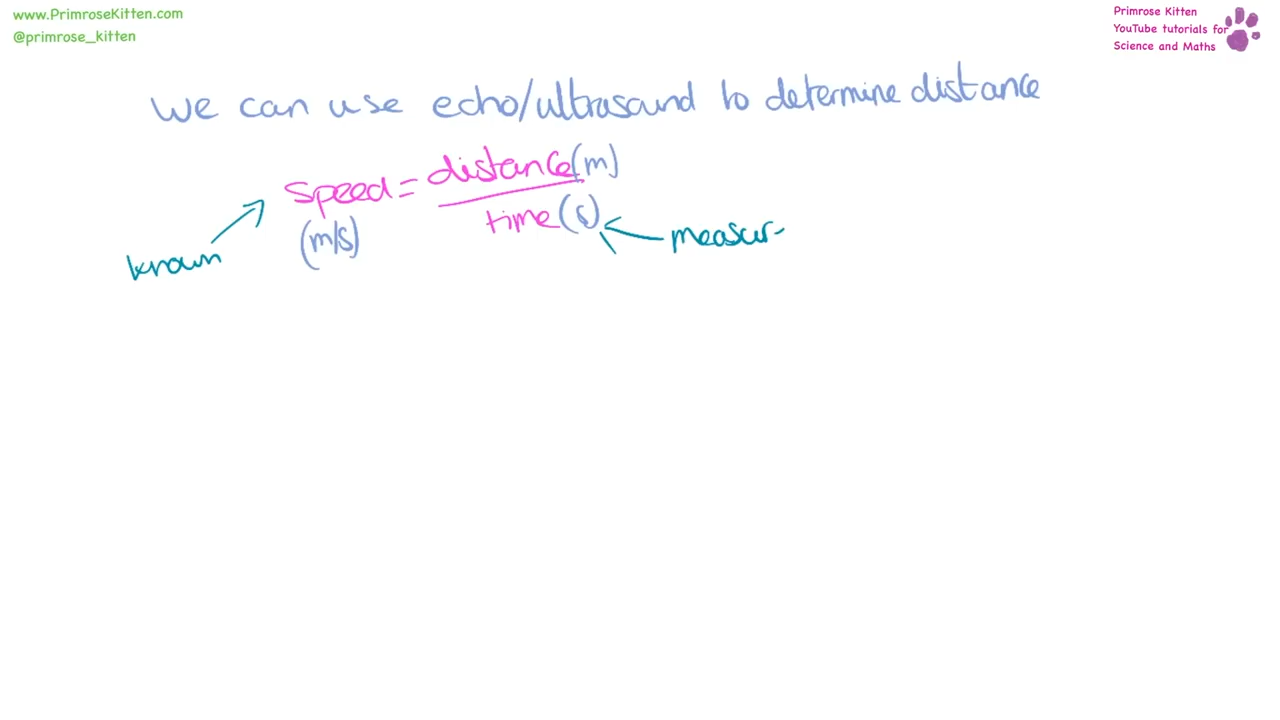 www.PrimroseKitten.com
@primrose_kitten
Primrose Kitten
YouTube tutorials for
Science and Maths
We can use echo/ultrasound to determine distance
speed = distance (m)
time (s)
(m/s)
known
measur